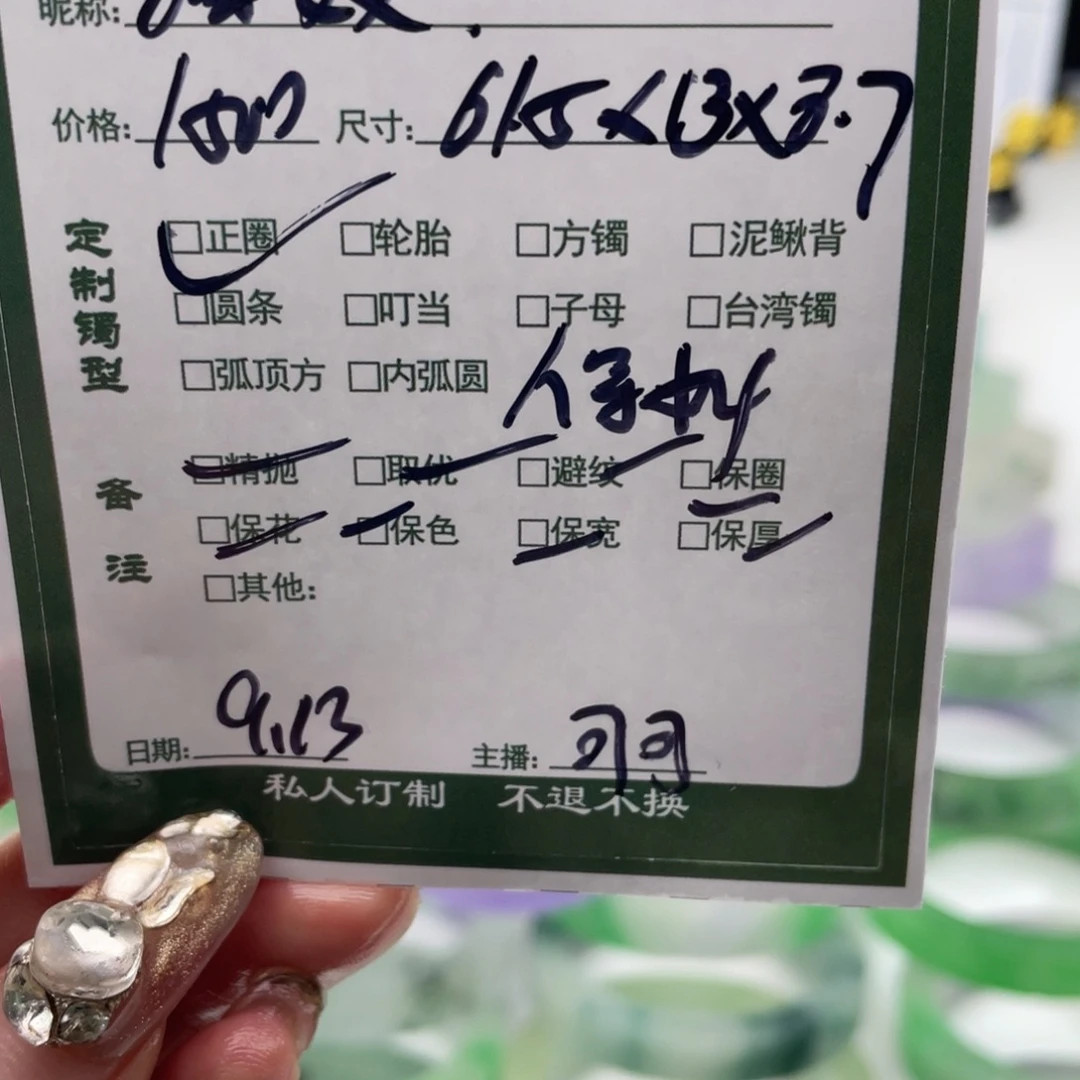 昵称:
价格: 1500 尺寸: 61.5×13×8.7
定制镯型
□正圈 □轮胎 □方镯 □泥鳅背
□圆条 □叮当 □子母 □台湾镯
□弧顶方 □内弧圆
备注
□精抛 □取优 □避纹 □保圈
□保花 □保色 □保宽 □保厚
□其他:
日期: 9.13 主播: 羽
私人订制 不退不换